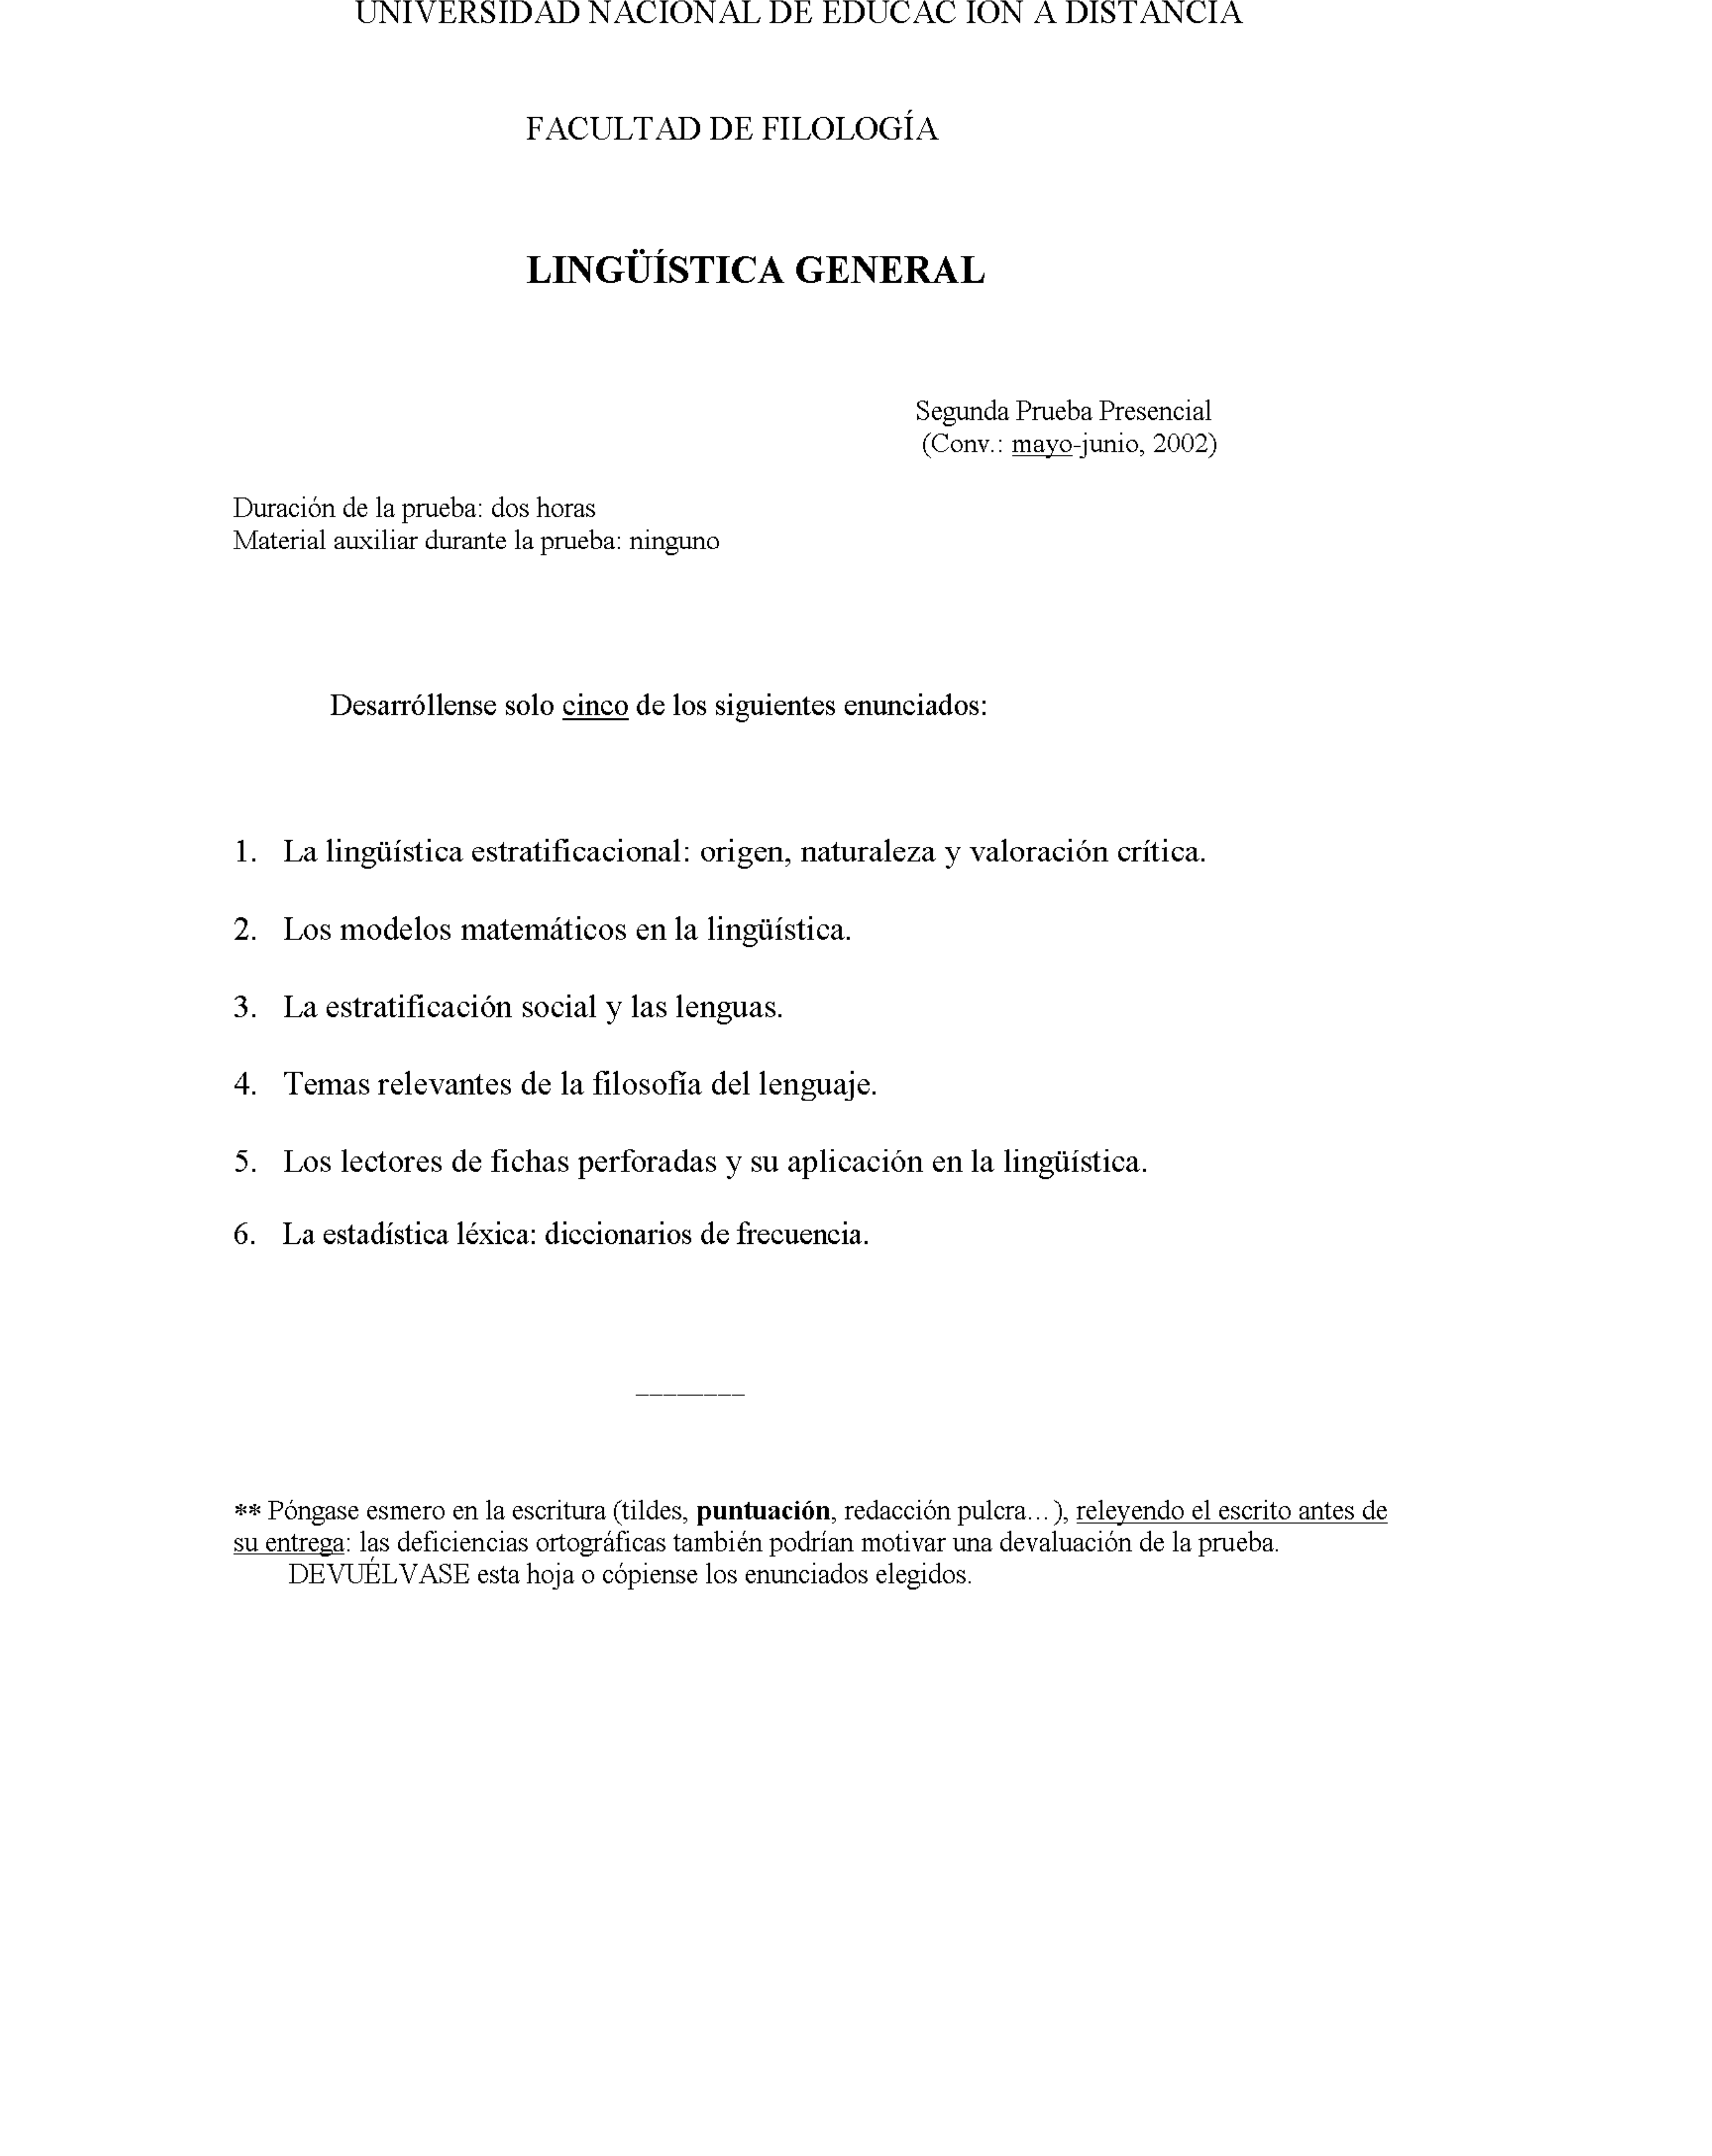 UNIVERSIDAD NACIONAL DE EDUCAC ION A DISTANCIA
FACULTAD DE FILOLOGÍA
LINGÜÍSTICA GENERAL
Segunda Prueba Presencial
(Conv.: mayo-junio, 2002)
Duración de la prueba: dos horas
Material auxiliar durante la prueba: ninguno
Desarróllense solo cinco de los siguientes enunciados:
1. La lingüística estratificacional: origen, naturaleza y valoración crítica.
2. Los modelos matemáticos en la lingüística.
3. La estratificación social y las lenguas.
4. Temas relevantes de la filosofía del lenguaje.
5. Los lectores de fichas perforadas y su aplicación en la lingüística.
6. La estadística léxica: diccionarios de frecuencia.
________
** Póngase esmero en la escritura (tildes, puntuación, redacción pulcra...), releyendo el escrito antes de
su entrega: las deficiencias ortográficas también podrían motivar una devaluación de la prueba.
DEVUÉLVASE esta hoja o cópiense los enunciados elegidos.